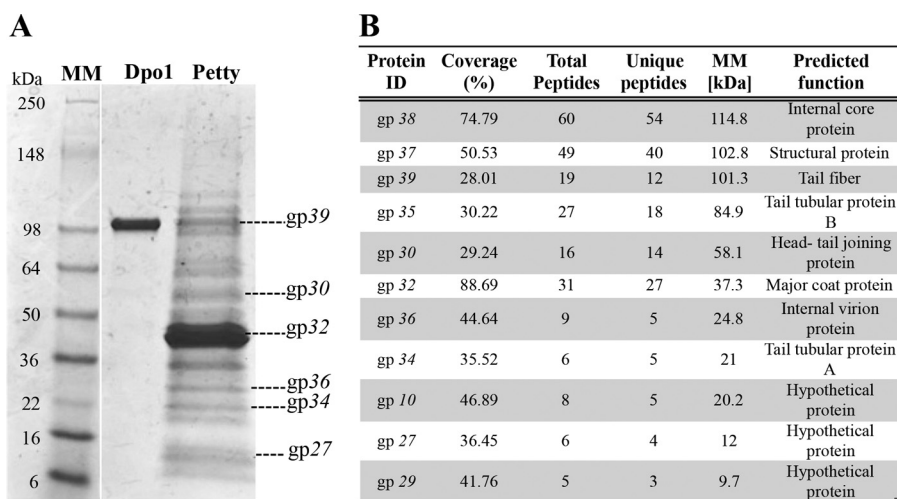 A
kDa MM Dpo1 Petty
250
148
98
64
50
36
22
16
6
gp39
gp30
gp32
gp36
gp34
gp27
B
Protein ID Coverage (%) Total Peptides Unique peptides MM [kDa] Predicted function
gp 38 74.79 60 54 114.8 Internal core protein
gp 37 50.53 49 40 102.8 Structural protein
gp 39 28.01 19 12 101.3 Tail fiber
gp 35 30.22 27 18 84.9 Tail tubular protein B
gp 30 29.24 16 14 58.1 Head- tail joining protein
gp 32 88.69 31 27 37.3 Major coat protein
gp 36 44.64 9 5 24.8 Internal virion protein
gp 34 35.52 6 5 21 Tail tubular protein A
gp 10 46.89 8 5 20.2 Hypothetical protein
gp 27 36.45 6 4 12 Hypothetical protein
gp 29 41.76 5 3 9.7 Hypothetical protein